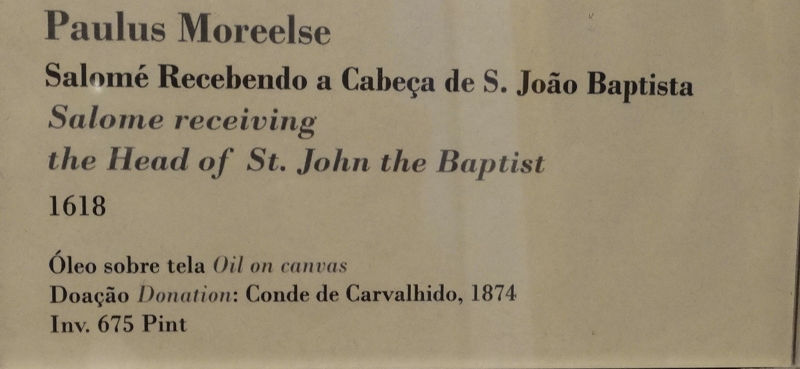 Paulus Moreelse
Salomé Recebendo a Cabeça de S. João Baptista
Salome receiving
the Head of St. John the Baptist
1618
Óleo sobre tela Oil on canvas
Doação Donation: Conde de Carvalhido, 1874
Inv. 675 Pint